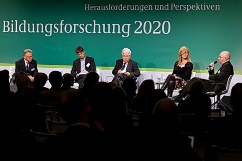 Herausforderungen und Perspektiven
Bildungsforschung 2020